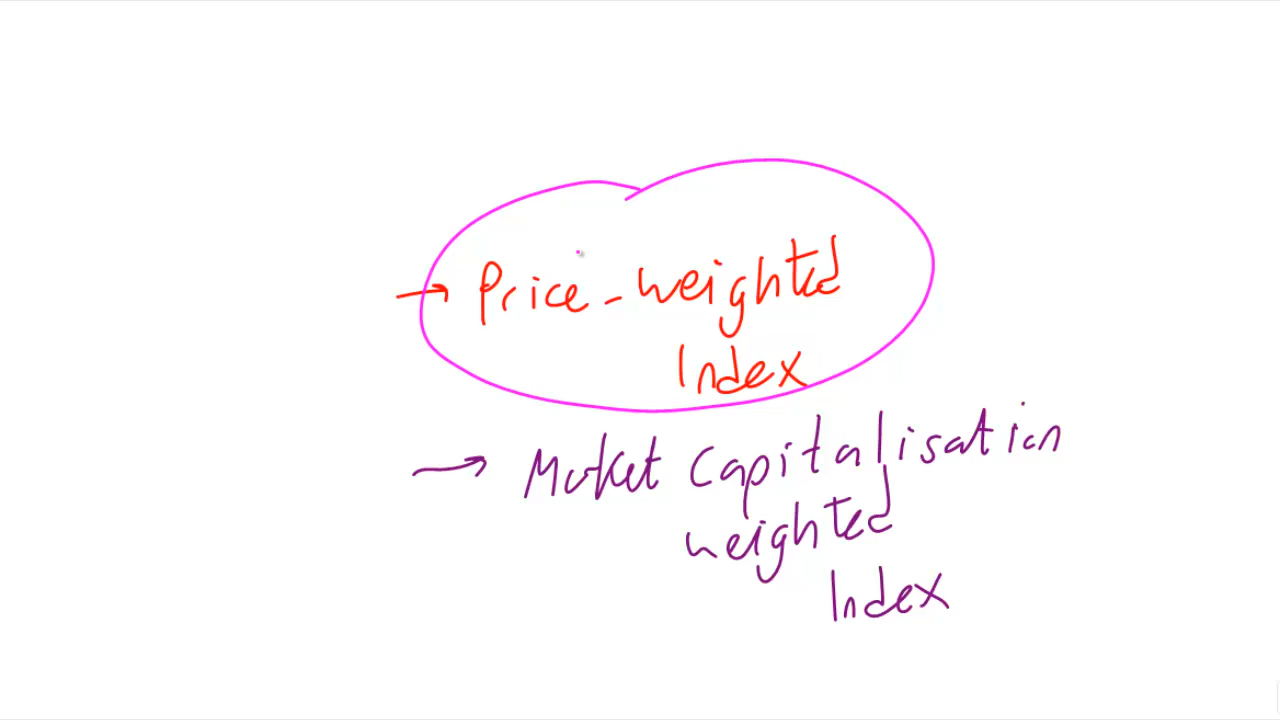 → Price-weighted
Index
→ Market Capitalisation
weighted
Index